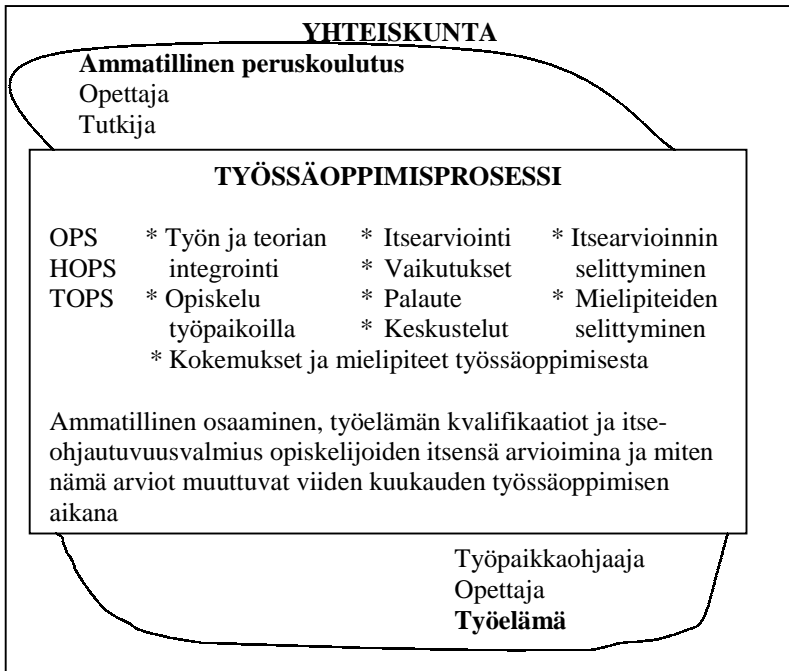 YHTEISKUNTA
Ammatillinen peruskoulutus
Opettaja
Tutkija
TYÖSSÄOPPIMISPROSESSI
OPS * Työn ja teorian * Itsearviointi * Itsearvioinnin
HOPS integrointi * Vaikutukset selittyminen
TOPS * Opiskelu * Palaute * Mielipiteiden
työpaikoilla * Keskustelut selittyminen
* Kokemukset ja mielipiteet työssäoppimisesta
Ammatillinen osaaminen, työelämän kvalifikaatiot ja itse-
ohjautuvuusvalmius opiskelijoiden itsensä arvioimina ja miten
nämä arviot muuttuvat viiden kuukauden työssäoppimisen
aikana
Työpaikkaohjaaja
Opettaja
Työelämä